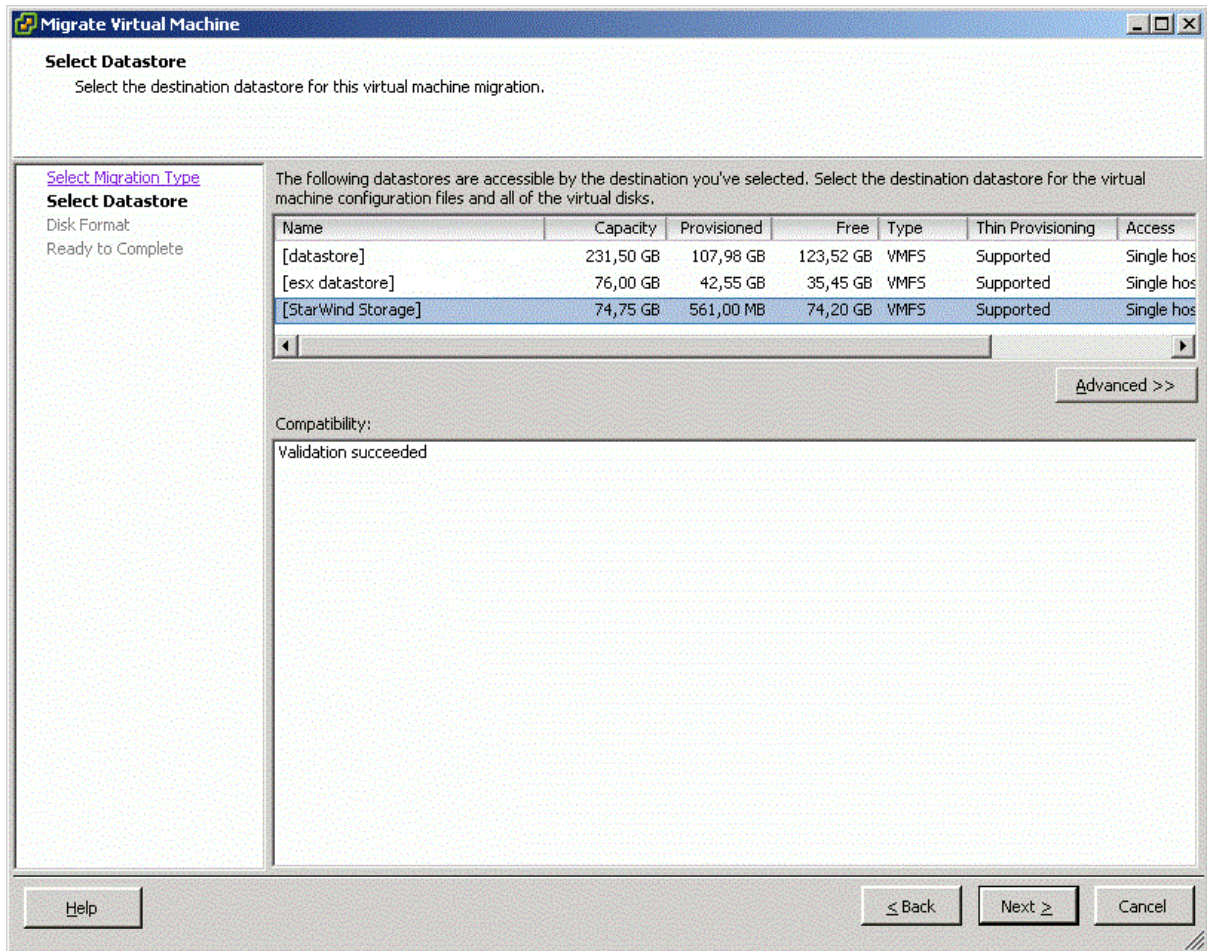 Migrate Virtual Machine
Select Datastore
Select the destination datastore for this virtual machine migration.
Select Migration Type
Select Datastore
Disk Format
Ready to Complete
The following datastores are accessible by the destination you've selected. Select the destination datastore for the virtual
machine configuration files and all of the virtual disks.
Name Capacity Provisioned Free Type Thin Provisioning Access
[datastore] 231,50 GB 107,98 GB 123,52 GB VMFS Supported Single hos
[esx datastore] 76,00 GB 42,55 GB 35,45 GB VMFS Supported Single hos
[StarWind Storage] 74,75 GB 561,00 MB 74,20 GB VMFS Supported Single hos
Advanced >>
Compatibility:
Validation succeeded
Help
< Back
Next >
Cancel